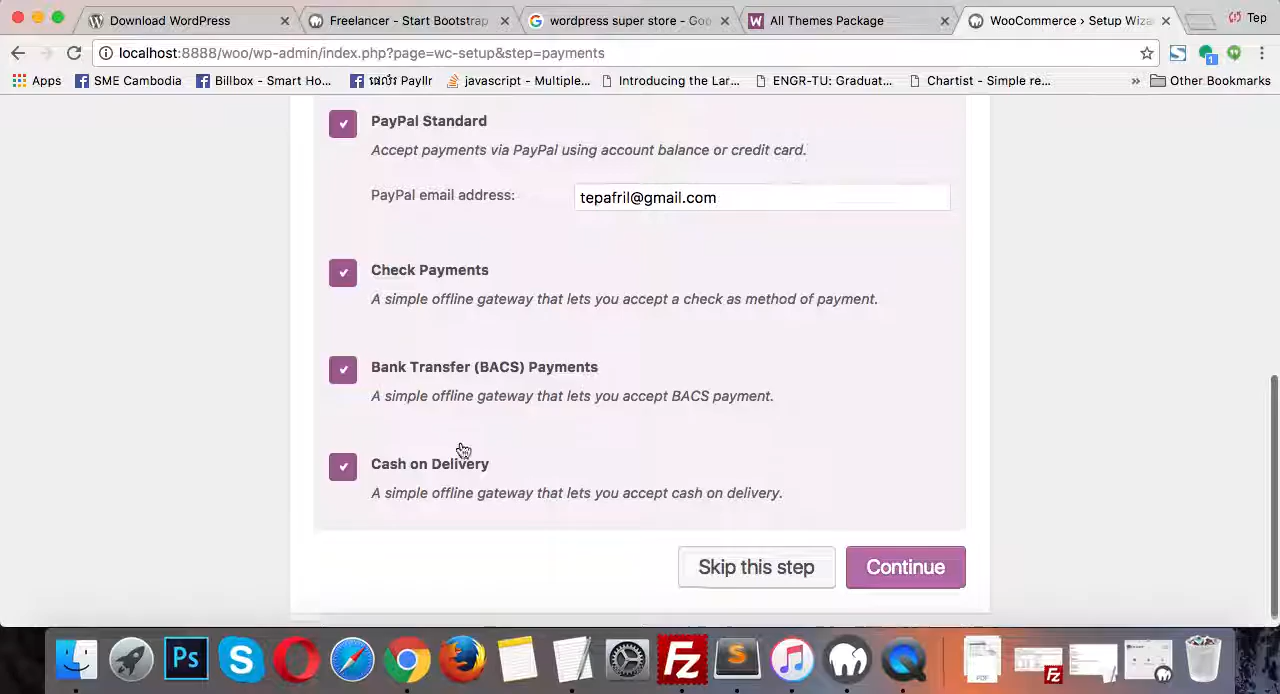 Download WordPress
Freelancer - Start Bootstrap
wordpress super store - Goo
All Themes Package
WooCommerce › Setup Wiza
Tep
localhost:8888/woo/wp-admin/index.php?page=wc-setup&step=payments
Apps
SME Cambodia
Billbox - Smart Ho...
javascript - Multiple...
Introducing the Lar...
ENGR-TU: Graduat...
Chartist - Simple re...
»
Other Bookmarks
PayPal Standard
Accept payments via PayPal using account balance or credit card.
PayPal email address:
tepafril@gmail.com
Check Payments
A simple offline gateway that lets you accept a check as method of payment.
Bank Transfer (BACS) Payments
A simple offline gateway that lets you accept BACS payment.
Cash on Delivery
A simple offline gateway that lets you accept cash on delivery.
Skip this step
Continue